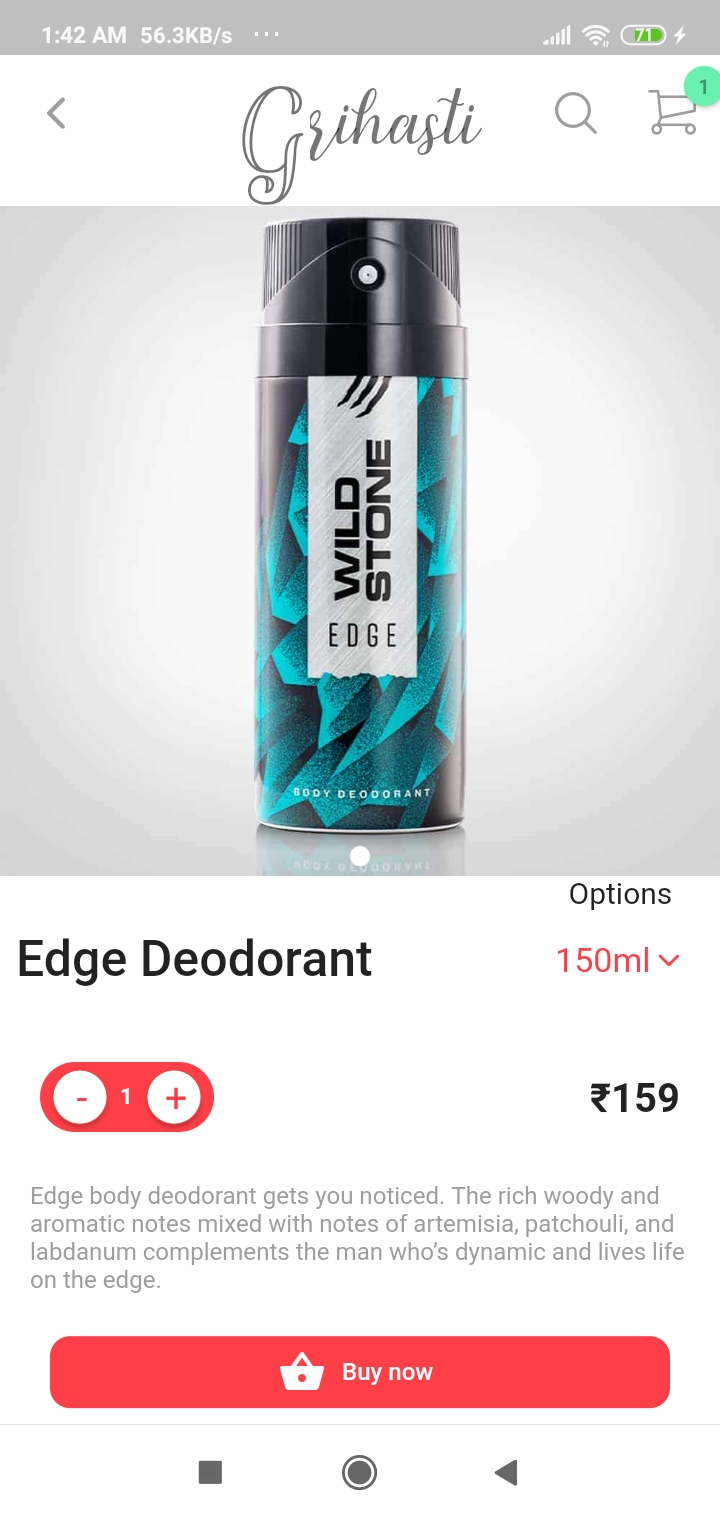 1:42 AM 56.3KB/s ... 71
Grihasti
1
WILD
STONE
EDGE
BODY DEODORANT
Options
Edge Deodorant
150ml
- 1 +
₹159
Edge body deodorant gets you noticed. The rich woody and
aromatic notes mixed with notes of artemisia, patchouli, and
labdanum complements the man who’s dynamic and lives life
on the edge.
Buy now